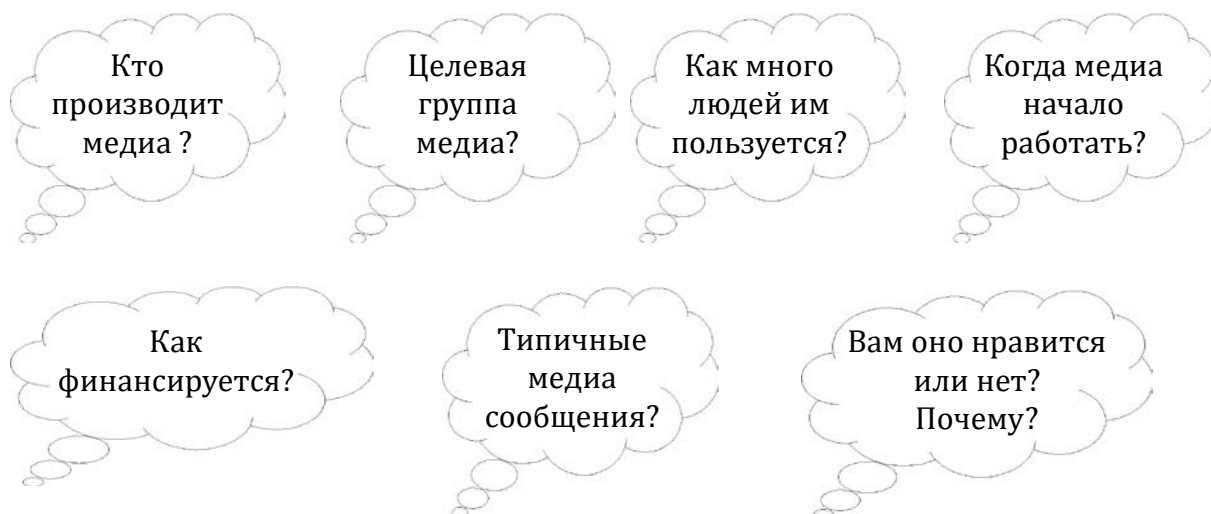 Кто
производит
медиа ?
Целевая
группа
медиа?
Как много
людей им
пользуется?
Когда медиа
начало
работать?
Как
финансируется?
Типичные
медиа
сообщения?
Вам оно нравится
или нет?
Почему?